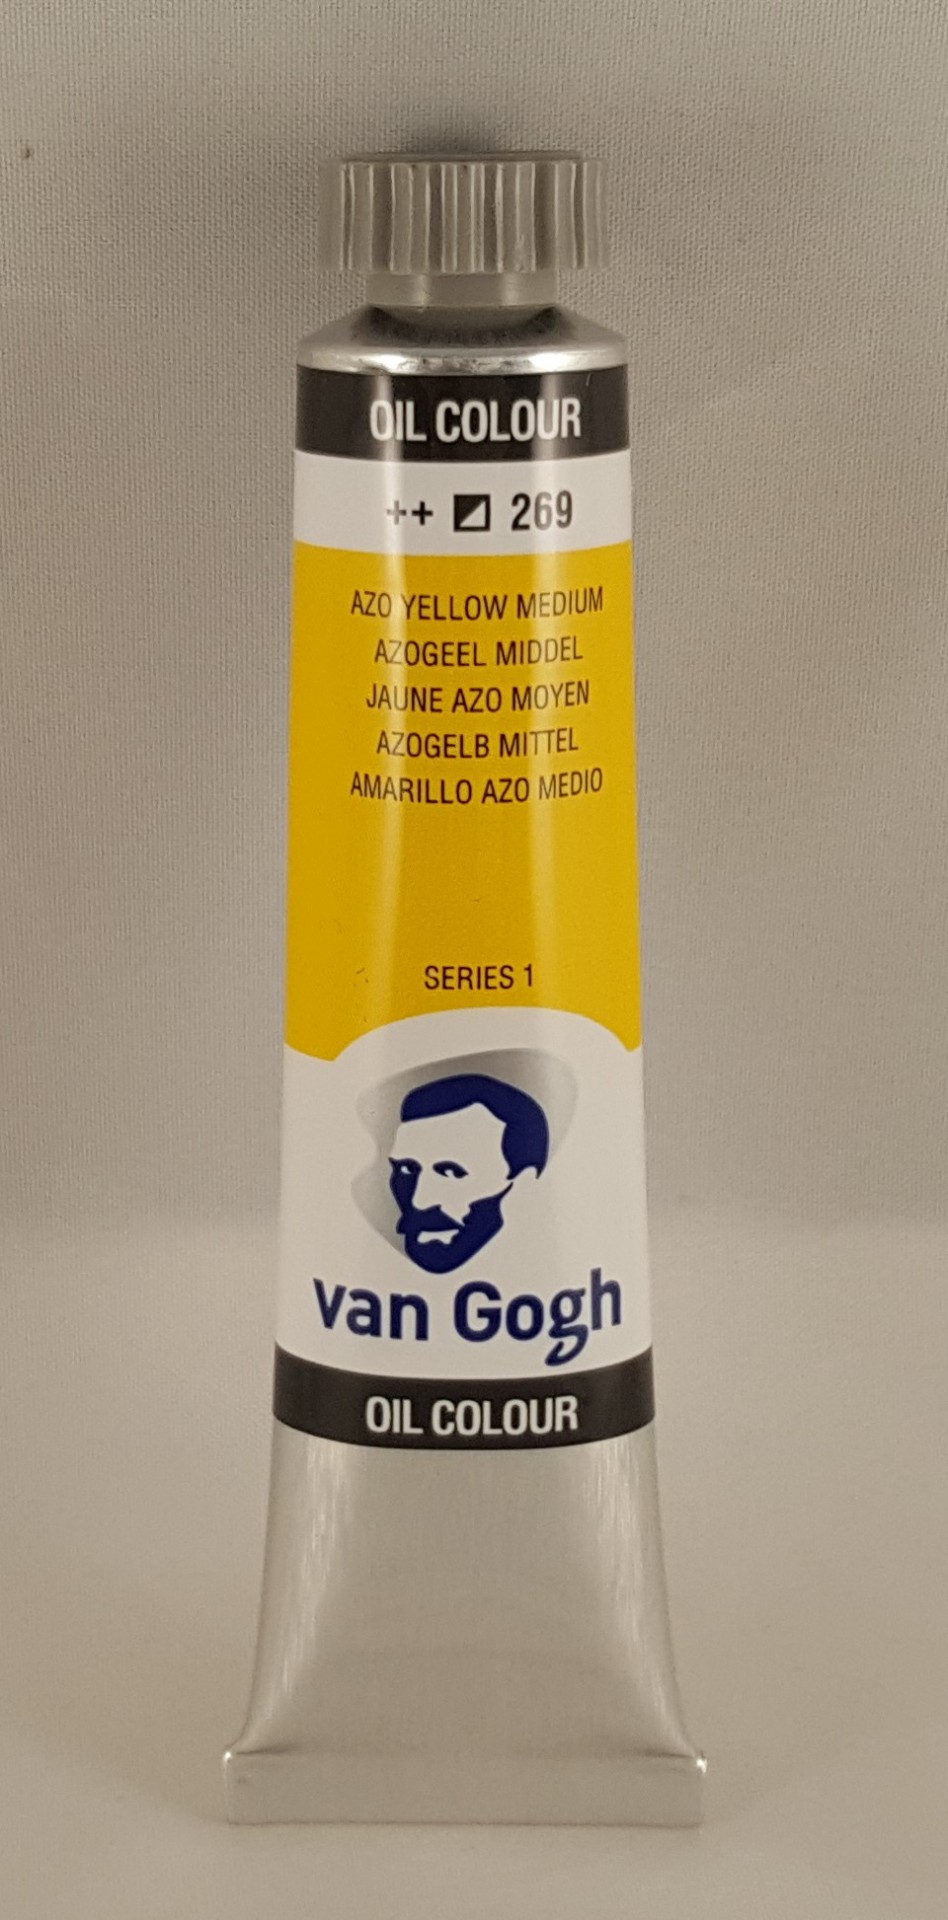 OIL COLOUR
++ 269
AZO YELLOW MEDIUM
AZOGEEL MIDDEL
JAUNE AZO MOYEN
AZOGELB MITTEL
AMARILLO AZO MEDIO
SERIES 1
van Gogh
OIL COLOUR